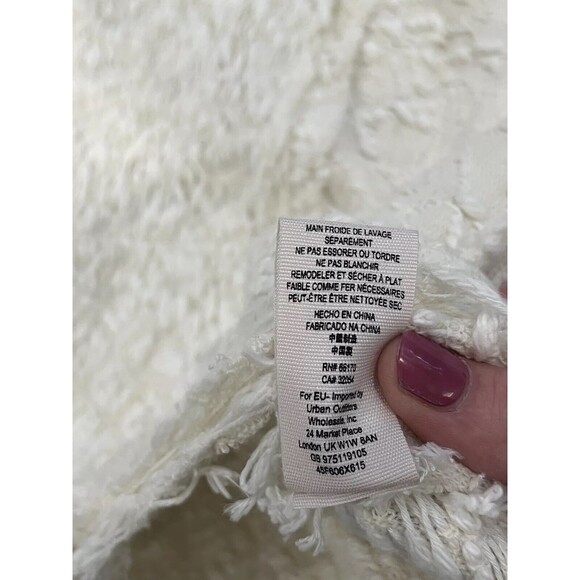 MAIN FROIDE DE LAVAGE
SÉPAREMENT
NE PAS ESSORER OU TORDRE
NE PAS BLANCHIR
REMODELER ET SÉCHER À PLAT
FAIBLE COMME FER NÉCESSAIRES
PEUT-ÊTRE ÊTRE NETTOYÉE SEC
HECHO EN CHINA
FABRICADO NA CHINA
中國制造
中国製
RN# 66170
CA# 32054
For EU- Imported by
Urban Outfitters
Wholesale, Inc
24 Market Place
London UK W1W 8AN
GB 975119105
45F606X615